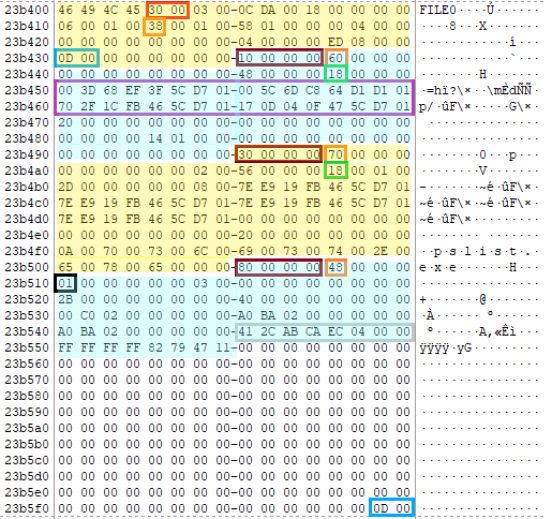 23b400 46 49 4C 45 30 00 03 00-0C DA 00 18 00 00 00 00 FILE0····Ú······
23b410 06 00 01 00 38 00 01 00-58 01 00 00 00 04 00 00 ····8···X·······
23b420 00 00 00 00 00 00 00 00-04 00 00 00 ED 08 00 00 ············í···
23b430 0D 00 00 00 00 00 00 00-10 00 00 00 60 00 00 00 ············`···
23b440 00 00 00 00 00 00 00 00-48 00 00 00 18 00 00 00 ········H·······
23b450 00 3D 68 EF 3F 5C D7 01-00 5C 6D C8 64 D1 D1 01 ·=hï?\×··\mÈdÑÑ·
23b460 70 2F 1C FB 46 5C D7 01-17 0D 04 0F 47 5C D7 01 p/·ûF\×·····G\×·
23b470 20 00 00 00 00 00 00 00-00 00 00 00 00 00 00 00 ···············
23b480 00 00 00 00 14 01 00 00-00 00 00 00 00 00 00 00 ················
23b490 00 00 00 00 00 00 00 00-30 00 00 00 70 00 00 00 ········0···p···
23b4a0 00 00 00 00 00 00 02 00-56 00 00 00 18 00 01 00 ········V·······
23b4b0 2D 00 00 00 00 00 08 00-7E E9 19 FB 46 5C D7 01 -·······~é·ûF\×·
23b4c0 7E E9 19 FB 46 5C D7 01-7E E9 19 FB 46 5C D7 01 ~é·ûF\×·~é·ûF\×·
23b4d0 7E E9 19 FB 46 5C D7 01-00 00 00 00 00 00 00 00 ~é·ûF\×·········
23b4e0 00 00 00 00 00 00 00 00-20 00 00 00 00 00 00 00 ········ ·······
23b4f0 0A 00 70 00 73 00 6C 00-69 00 73 00 74 00 2E 00 ··p·s·l·i·s·t·.·
23b500 65 00 78 00 65 00 00 00-80 00 00 00 48 00 00 00 e·x·e·······H···
23b510 01 00 00 00 00 00 03 00-00 00 00 00 00 00 00 00 ················
23b520 2B 00 00 00 00 00 00 00-40 00 00 00 00 00 00 00 +·······@·······
23b530 00 C0 02 00 00 00 00 00-A0 BA 02 00 00 00 00 00 ·À······ º······
23b540 A0 BA 02 00 00 00 00 00-41 2C AB CA EC 04 00 00 º······A,«Êì···
23b550 FF FF FF FF 82 79 47 11-00 00 00 00 00 00 00 00 ÿÿÿÿ·yG·········
23b560 00 00 00 00 00 00 00 00-00 00 00 00 00 00 00 00 ················
23b570 00 00 00 00 00 00 00 00-00 00 00 00 00 00 00 00 ················
23b580 00 00 00 00 00 00 00 00-00 00 00 00 00 00 00 00 ················
23b590 00 00 00 00 00 00 00 00-00 00 00 00 00 00 00 00 ················
23b5a0 00 00 00 00 00 00 00 00-00 00 00 00 00 00 00 00 ················
23b5b0 00 00 00 00 00 00 00 00-00 00 00 00 00 00 00 00 ················
23b5c0 00 00 00 00 00 00 00 00-00 00 00 00 00 00 00 00 ················
23b5d0 00 00 00 00 00 00 00 00-00 00 00 00 00 00 00 00 ················
23b5e0 00 00 00 00 00 00 00 00-00 00 00 00 00 00 00 00 ················
23b5f0 00 00 00 00 00 00 00 00-00 00 00 00 00 00 0D 00 ················